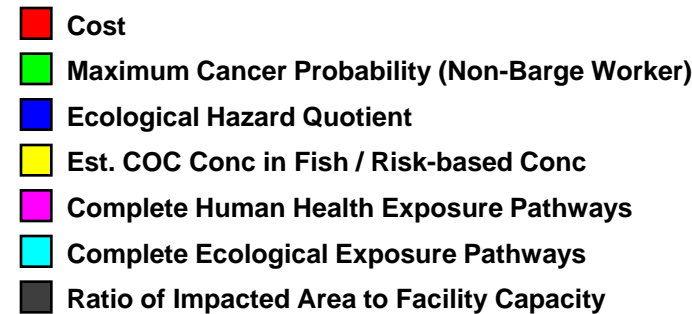 Cost
Maximum Cancer Probability (Non-Barge Worker)
Ecological Hazard Quotient
Est. COC Conc in Fish / Risk-based Conc
Complete Human Health Exposure Pathways
Complete Ecological Exposure Pathways
Ratio of Impacted Area to Facility Capacity